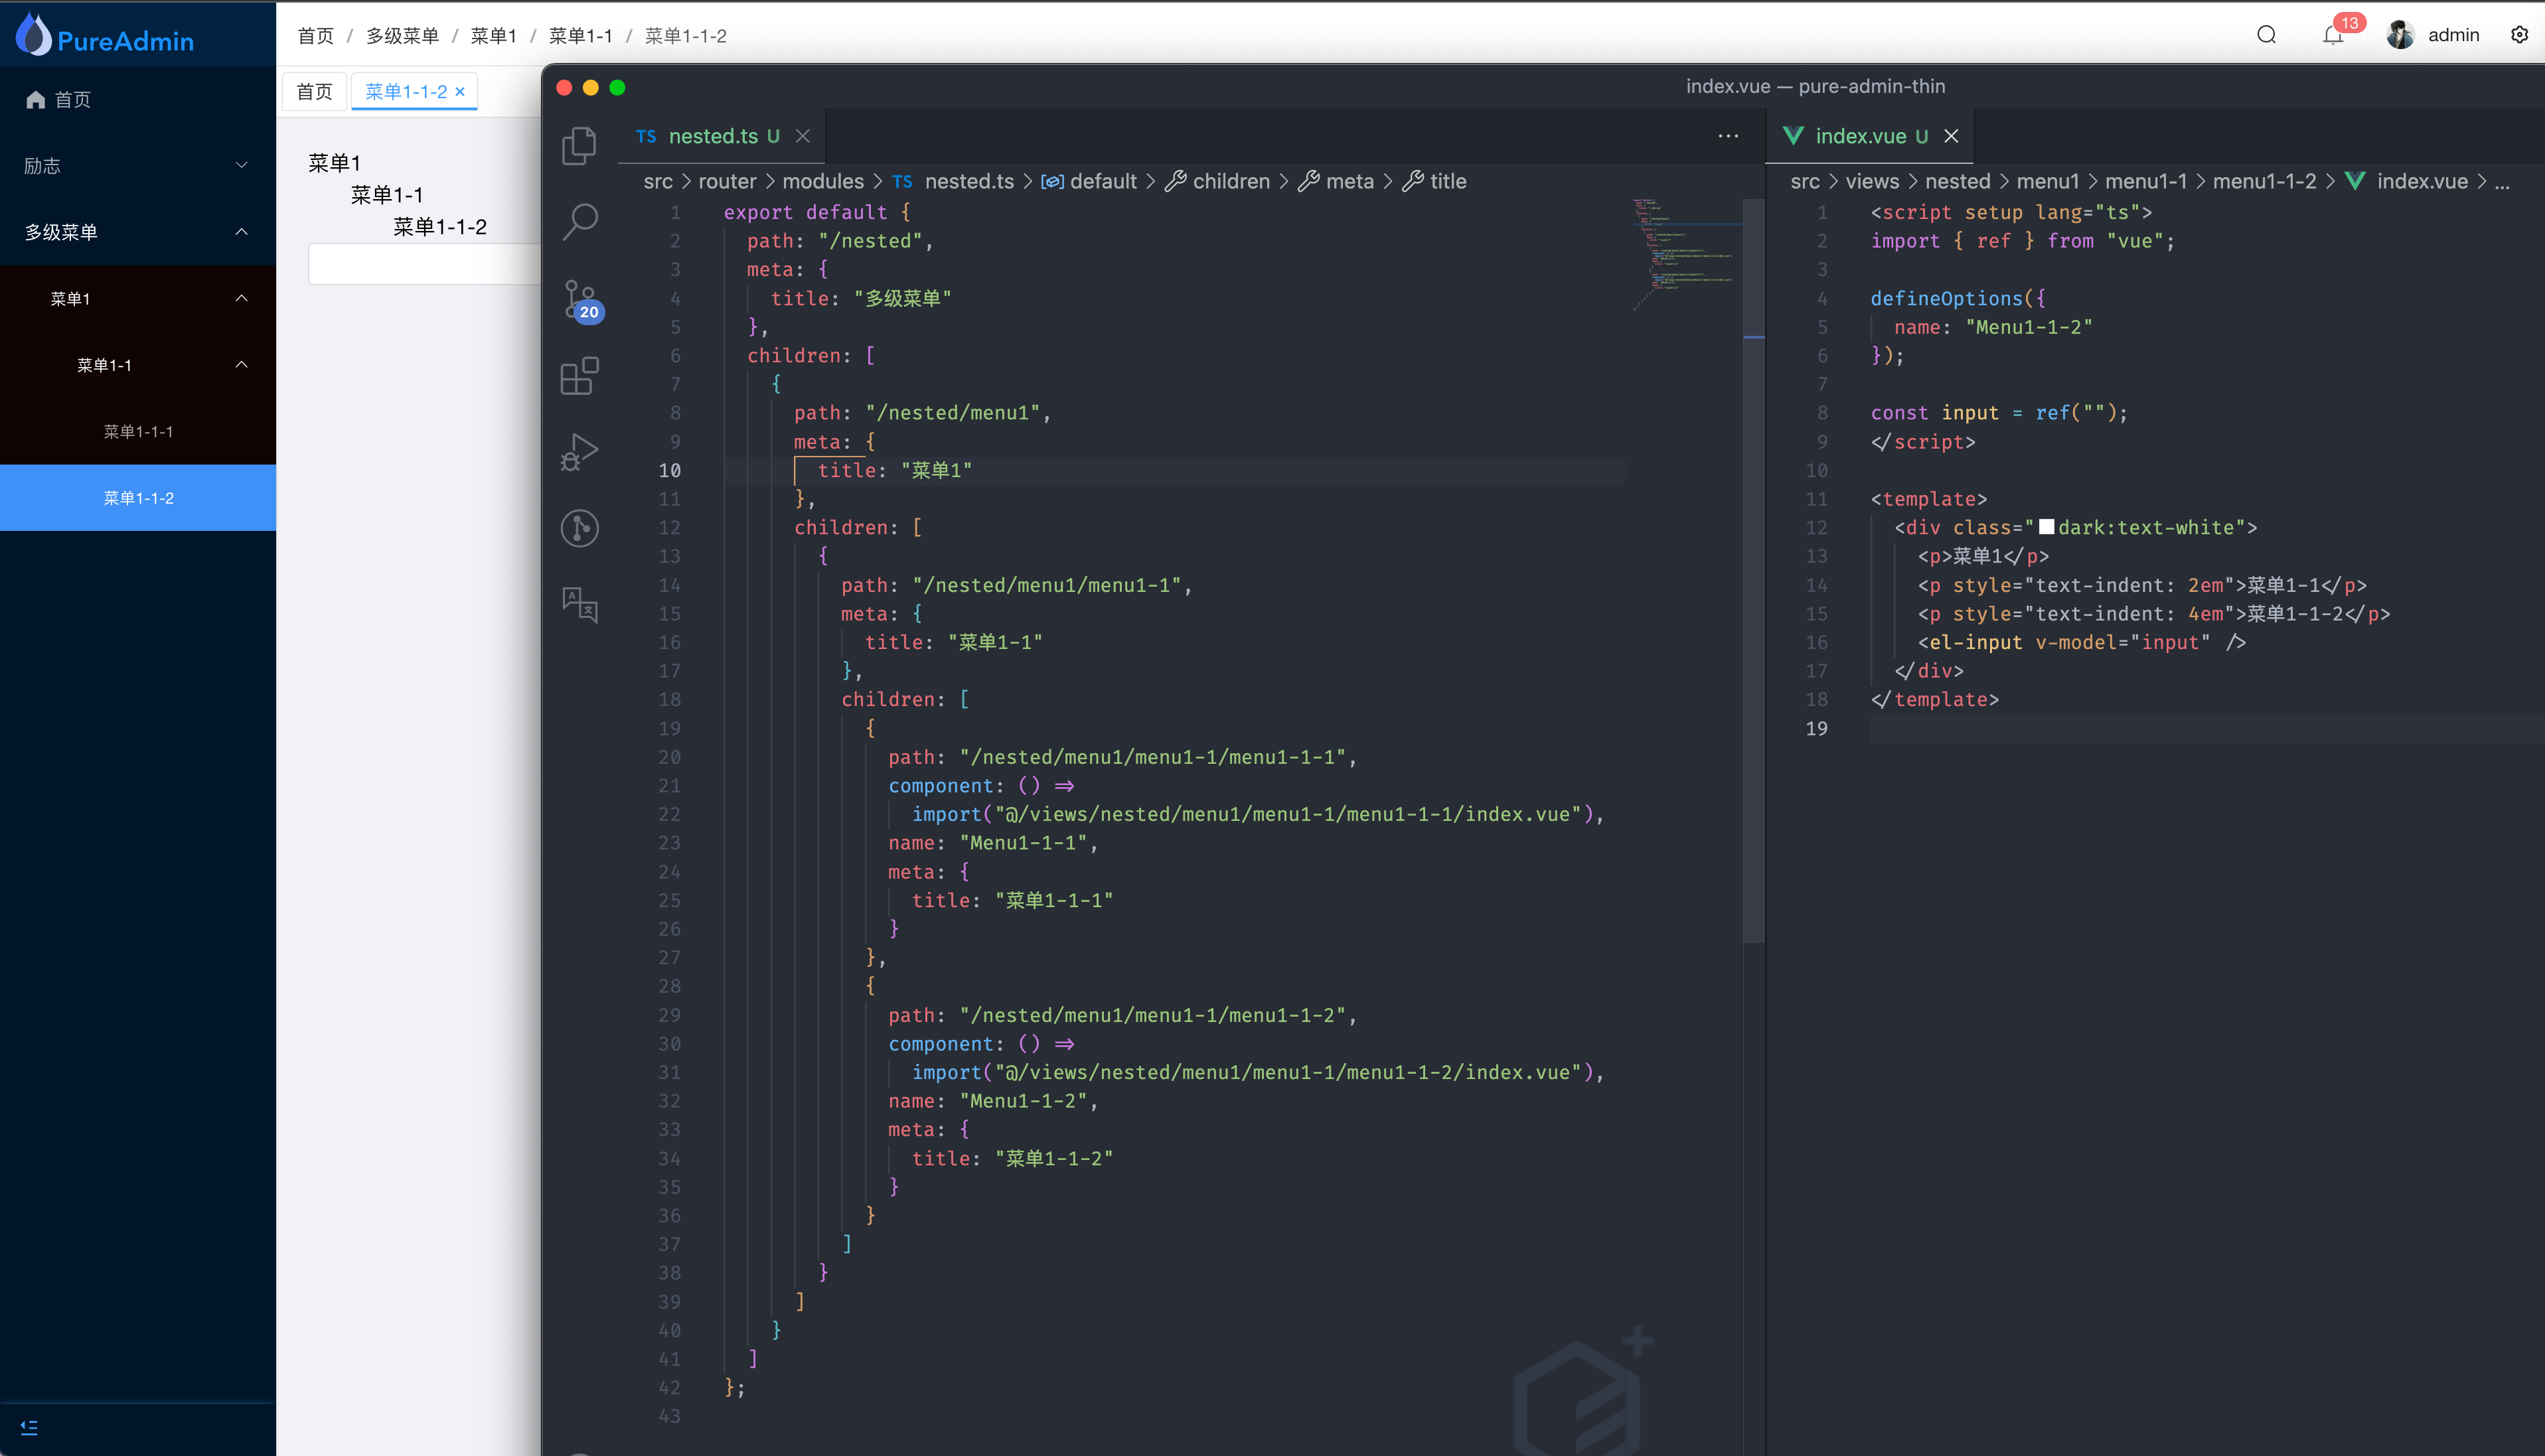 PureAdmin
首页
励志
多级菜单
菜单1
菜单1-1
菜单1-1-1
菜单1-1-2
首页 / 多级菜单 / 菜单1 / 菜单1-1 / 菜单1-1-2
13
admin
首页
菜单1-1-2 ×
菜单1
菜单1-1
菜单1-1-2
index.vue — pure-admin-thin
20
TS nested.ts U
src > router > modules > TS nested.ts > default > children > meta > title
1 export default {
2 path: "/nested",
3 meta: {
4 title: "多级菜单"
5 },
6 children: [
7 {
8 path: "/nested/menu1",
9 meta: {
10 title: "菜单1"
11 },
12 children: [
13 {
14 path: "/nested/menu1/menu1-1",
15 meta: {
16 title: "菜单1-1"
17 },
18 children: [
19 {
20 path: "/nested/menu1/menu1-1/menu1-1-1",
21 component: () =>
22 import("@/views/nested/menu1/menu1-1/menu1-1-1/index.vue"),
23 name: "Menu1-1-1",
24 meta: {
25 title: "菜单1-1-1"
26 }
27 },
28 {
29 path: "/nested/menu1/menu1-1/menu1-1-2",
30 component: () =>
31 import("@/views/nested/menu1/menu1-1/menu1-1-2/index.vue"),
32 name: "Menu1-1-2",
33 meta: {
34 title: "菜单1-1-2"
35 }
36 }
37 ]
38 }
39 ]
40 }
41 ]
42 };
43
index.vue U
src > views > nested > menu1 > menu1-1 > menu1-1-2 > index.vue > ...
1 <script setup lang="ts">
2 import { ref } from "vue";
3
4 defineOptions({
5 name: "Menu1-1-2"
6 });
7
8 const input = ref("");
9 </script>
10
11 <template>
12 <div class="dark:text-white">
13 <p>菜单1</p>
14 <p style="text-indent: 2em">菜单1-1</p>
15 <p style="text-indent: 4em">菜单1-1-2</p>
16 <el-input v-model="input" />
17 </div>
18 </template>
19